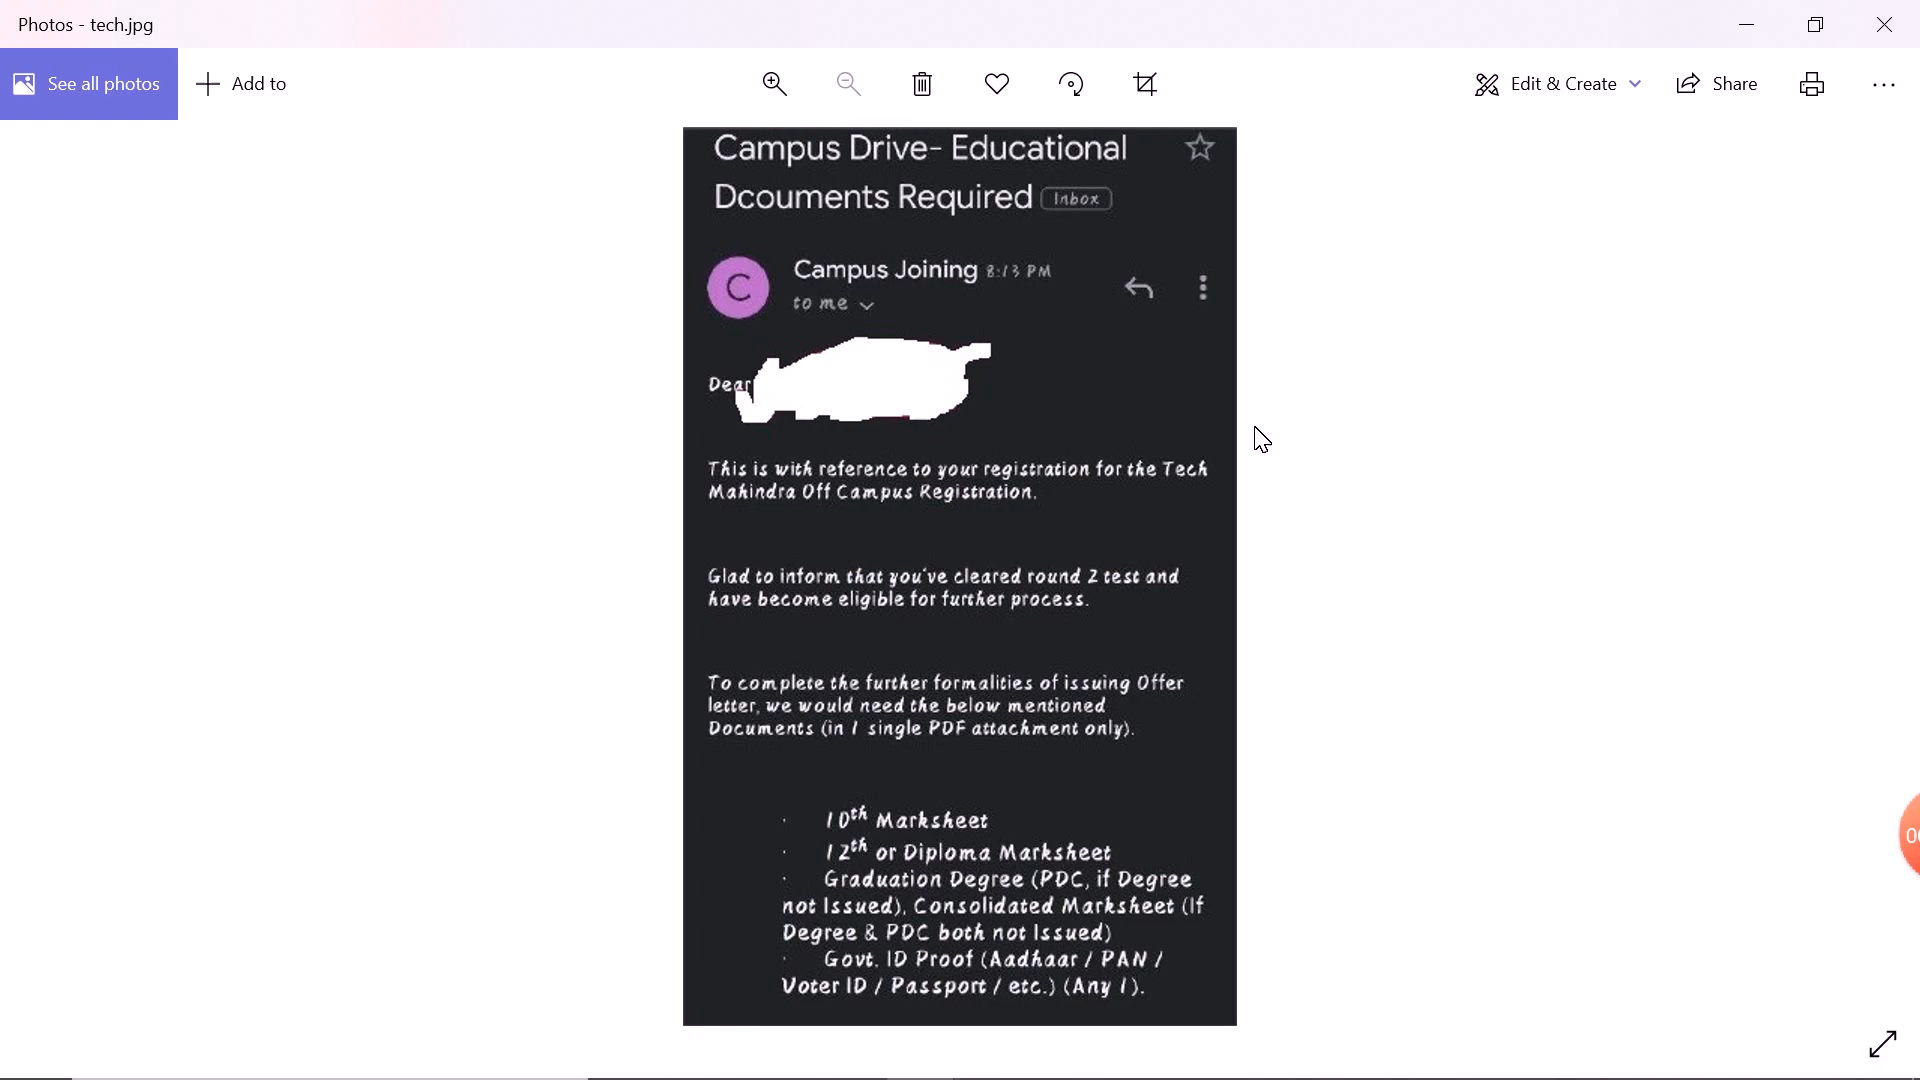 Photos - tech.jpg
See all photos
Add to
Edit & Create
Share
Campus Drive- Educational
Dcouments Required Inbox
C
Campus Joining 8:13 PM
to me
Dear
This is with reference to your registration for the Tech
Mahindra Off Campus Registration.
Glad to inform that you've cleared round 2 test and
have become eligible for further process.
To complete the further formalities of issuing Offer
letter, we would need the below mentioned
Documents (in 1 single PDF attachment only).
· 10th Marksheet
· 12th or Diploma Marksheet
· Graduation Degree (PDC, if Degree
not Issued), Consolidated Marksheet (If
Degree & PDC both not Issued)
· Govt. ID Proof (Aadhaar / PAN /
Voter ID / Passport / etc.) (Any 1).